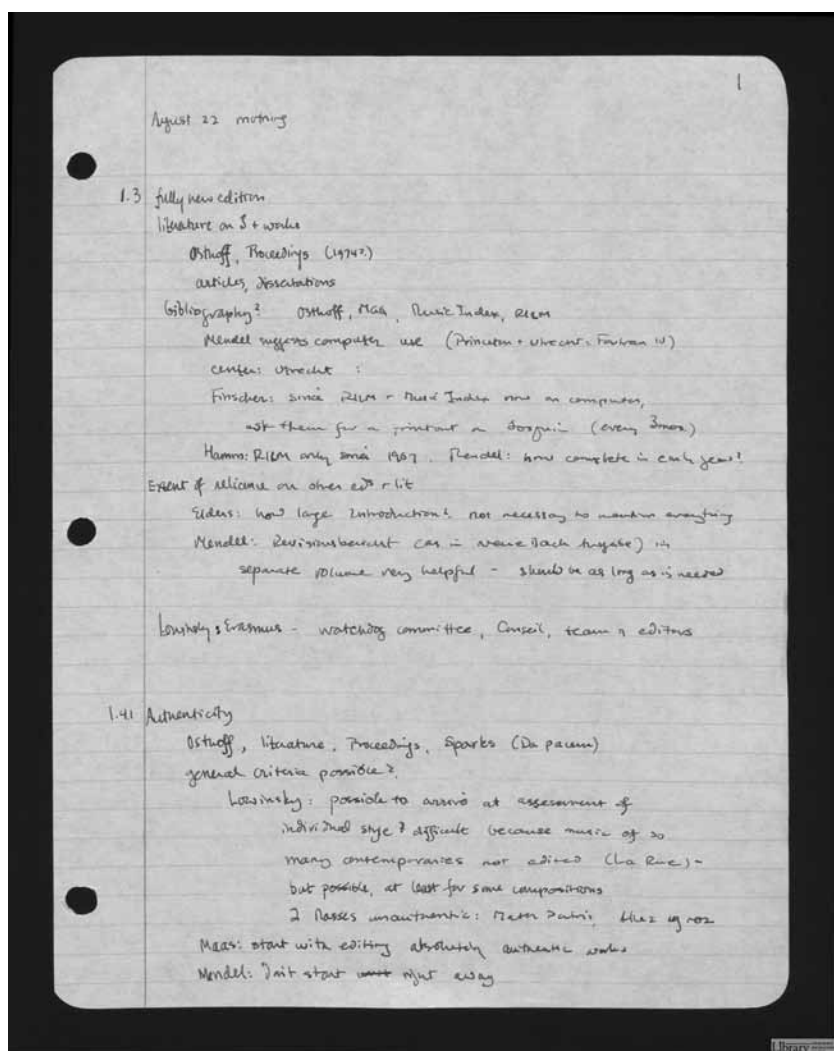 1
August 22 morning
1.3 fully new edition
literature on J + works
Osthoff, Proceedings (1974?)
articles, dissertations
bibliography? Osthoff, MGG, Music Index, RILM
Mendel suggests computer use (Princeton + Utrecht: Fortran IV)
center: Utrecht :
Finscher: since RILM + Music Index now on computer,
ask them for a printout on Josquin (every 3 mos)
Hamm: RILM only since 1967. Mendel: how complete in early years?
Extent of reliance on other eds + lit
Elders: how large Introduction? not necessary to mention everything
Mendel: Revisionsbericht (as in Neue Bach Ausgabe) in
separate volume very helpful - should be as long as is needed
Lowinsky: Erasmus - watchdog committee, Conseil, team of editors
1.41 Authenticity
Osthoff, literature, Proceedings, Sparks (Da pacem)
general criteria possible?
Lowinsky: possible to arrive at assessment of
individual style? difficult because music of so
many contemporaries not edited (La Rue) -
but possible, at least for some compositions
2 Masses unauthentic: Mater Patris,
Maas: start with editing absolutely authentic works
Mendel: Don't start right away
Library